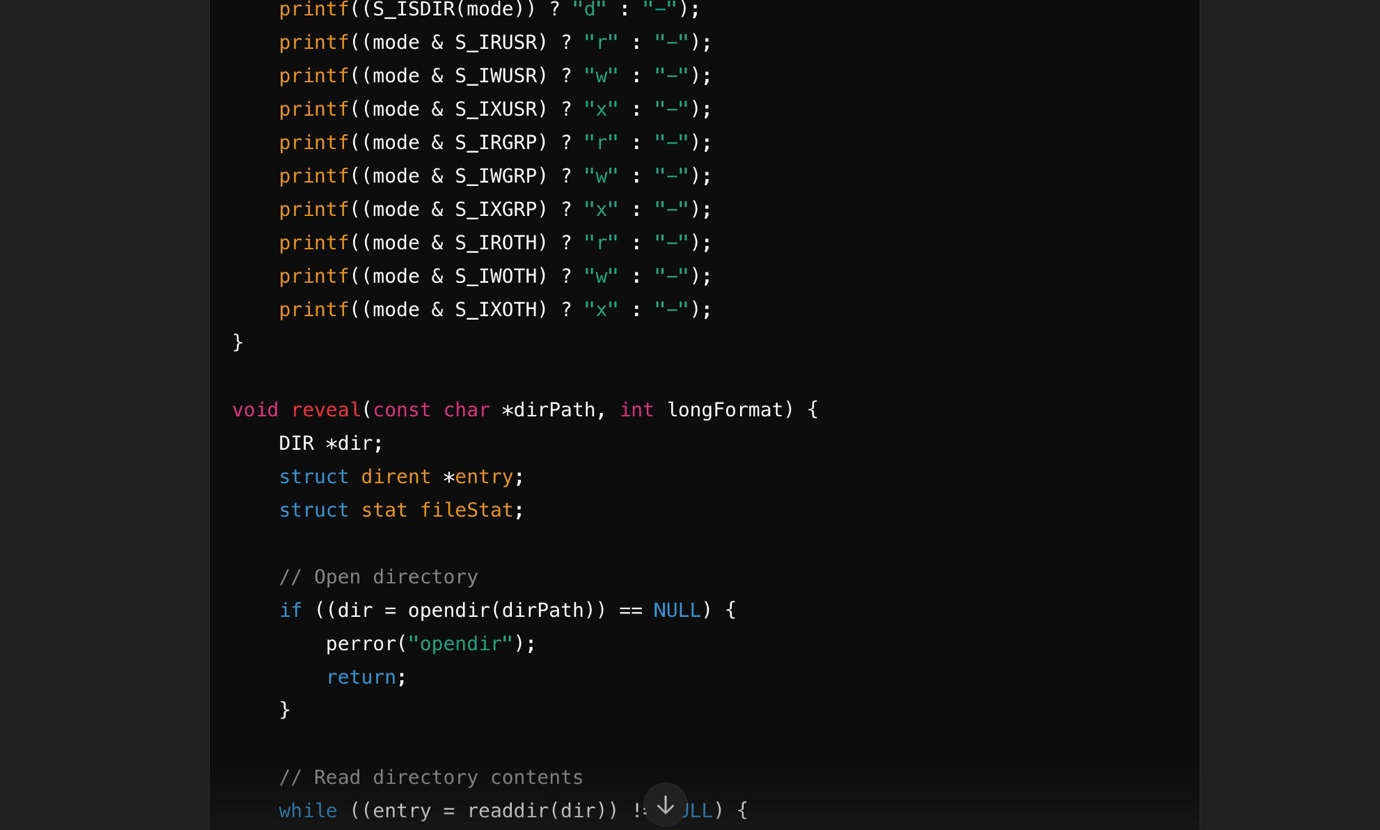 printf((S_ISDIR(mode)) ? "d" : "-");
    printf((mode & S_IRUSR) ? "r" : "-");
    printf((mode & S_IWUSR) ? "w" : "-");
    printf((mode & S_IXUSR) ? "x" : "-");
    printf((mode & S_IRGRP) ? "r" : "-");
    printf((mode & S_IWGRP) ? "w" : "-");
    printf((mode & S_IXGRP) ? "x" : "-");
    printf((mode & S_IROTH) ? "r" : "-");
    printf((mode & S_IWOTH) ? "w" : "-");
    printf((mode & S_IXOTH) ? "x" : "-");
}
void reveal(const char *dirPath, int longFormat) {
    DIR *dir;
    struct dirent *entry;
    struct stat fileStat;
    // Open directory
    if ((dir = opendir(dirPath)) == NULL) {
        perror("opendir");
        return;
    }
    // Read directory contents
    while ((entry = readdir(dir)) != NULL) {